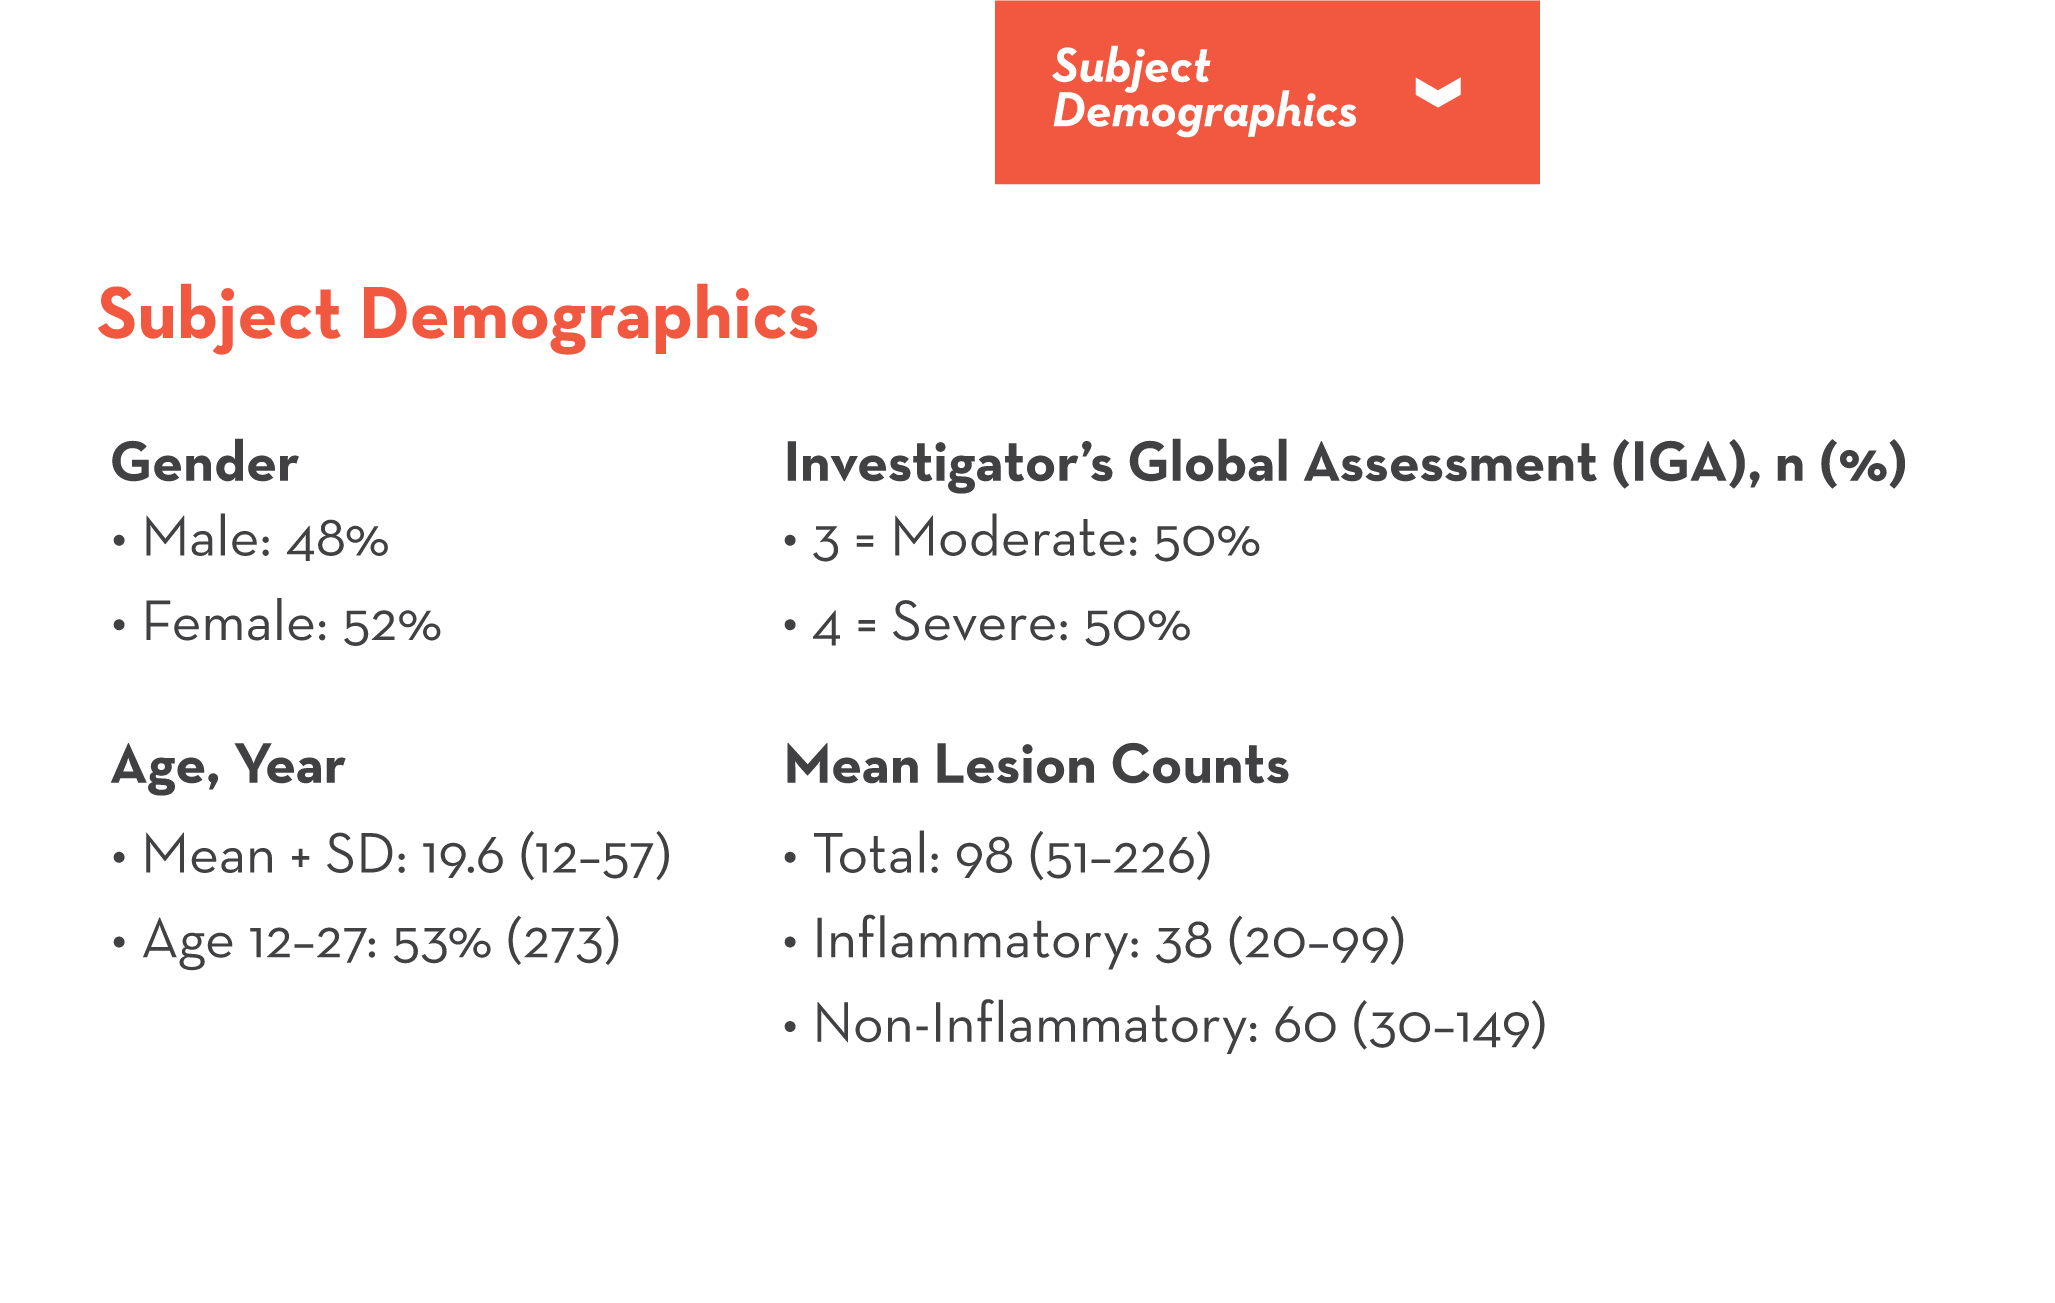 Subject
Demographics
Subject Demographics
Gender
• Male: 48%
• Female: 52%
Investigator’s Global Assessment (IGA), n (%)
• 3 = Moderate: 50%
• 4 = Severe: 50%
Age, Year
• Mean + SD: 19.6 (12–57)
• Age 12–27: 53% (273)
Mean Lesion Counts
• Total: 98 (51–226)
• Inflammatory: 38 (20–99)
• Non-Inflammatory: 60 (30–149)